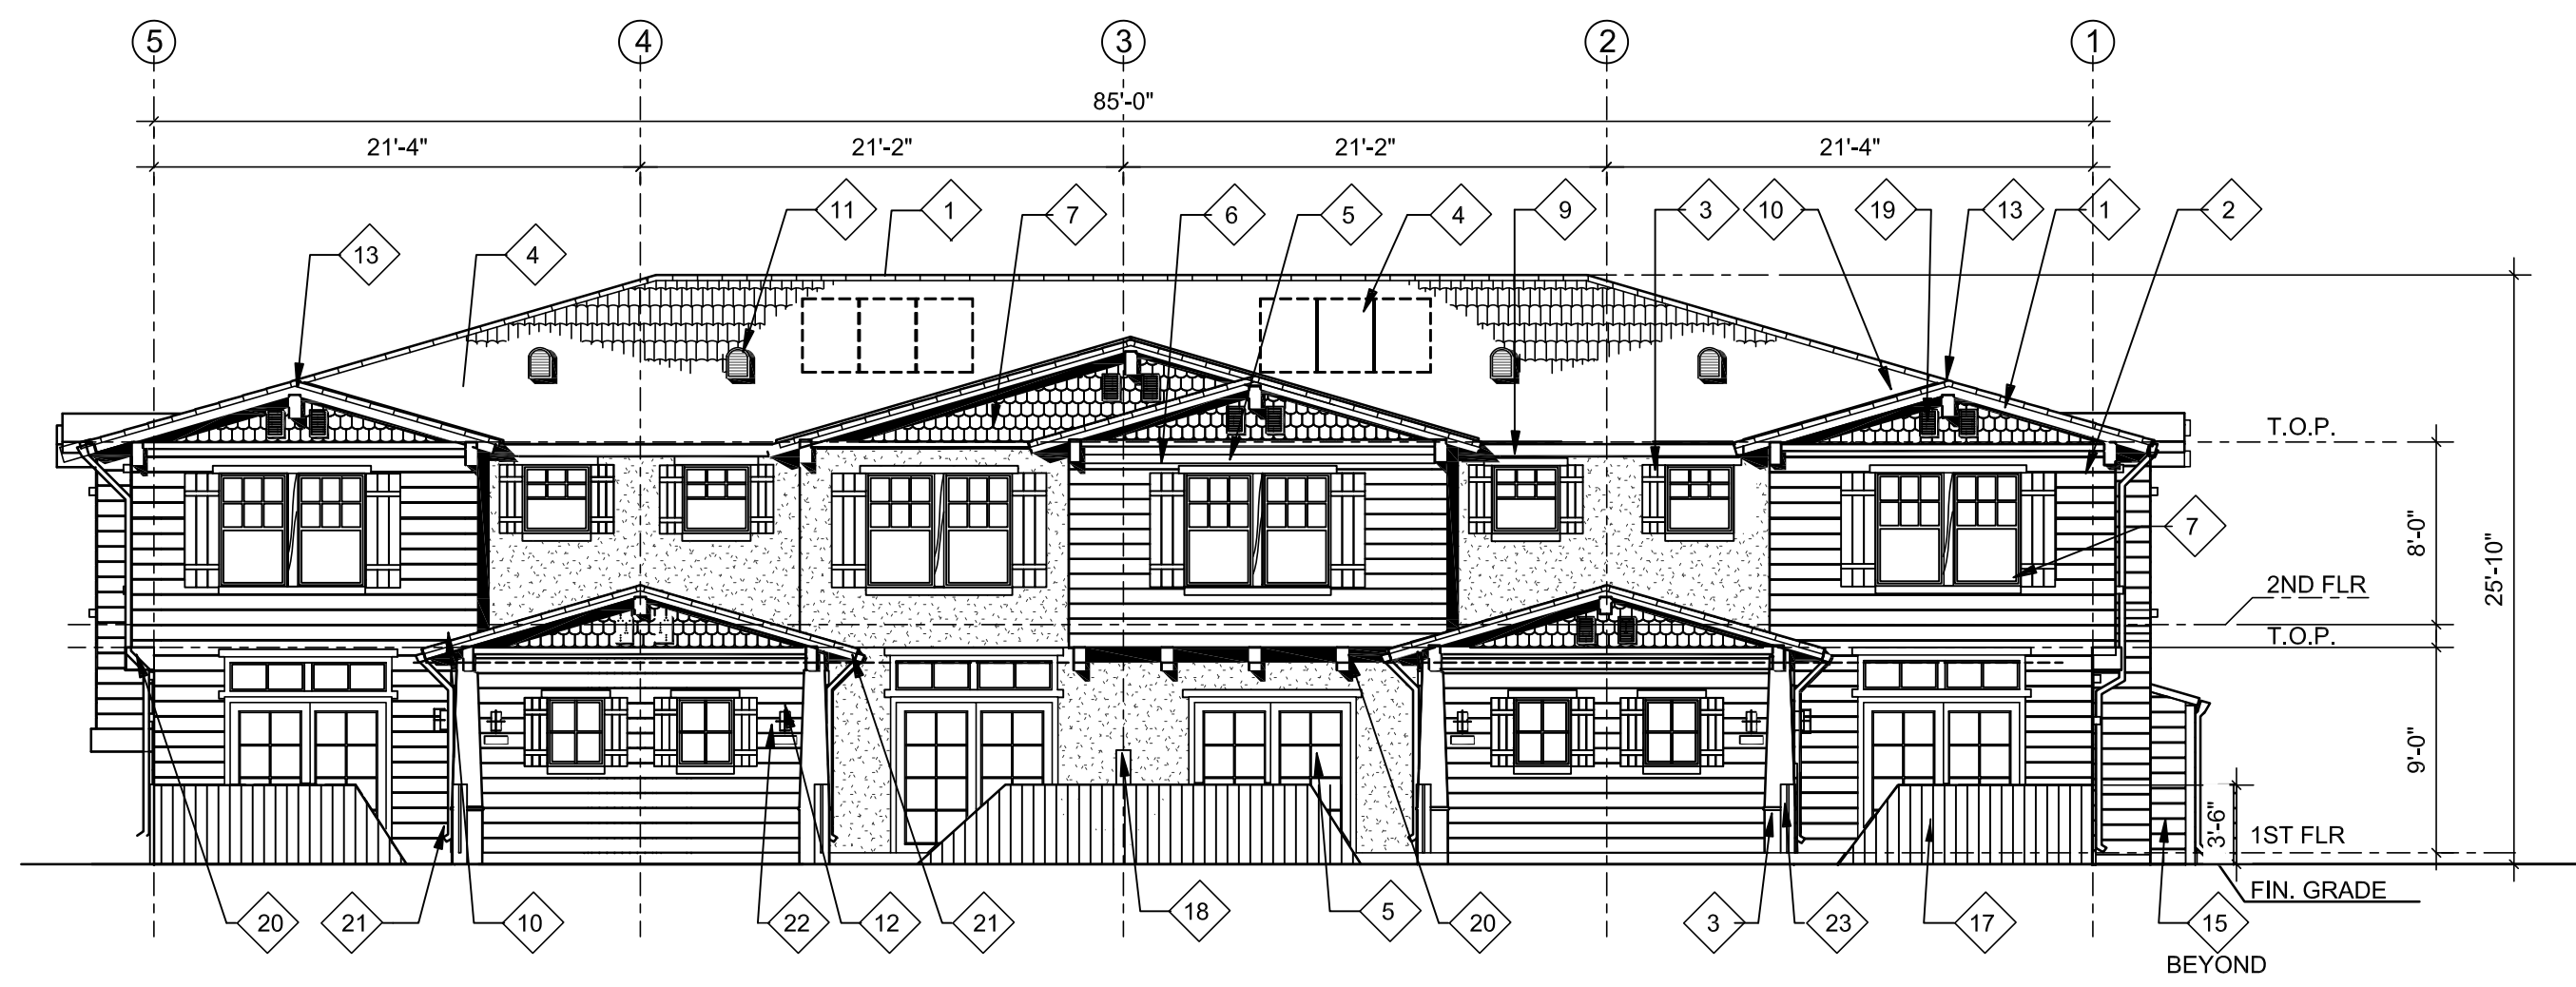 5 4 3 2 1
85'-0"
21'-4" 21'-2" 21'-2" 21'-4"
11 1 7 6 5 4 9 3 10 19 13 1 2
13 4
T.O.P.
7
8'-0"
25'-10"
2ND FLR
T.O.P.
9'-0"
3'-6"
1ST FLR
FIN. GRADE
20 21 10 22 12 21 18 5 20 3 23 17 15
BEYOND